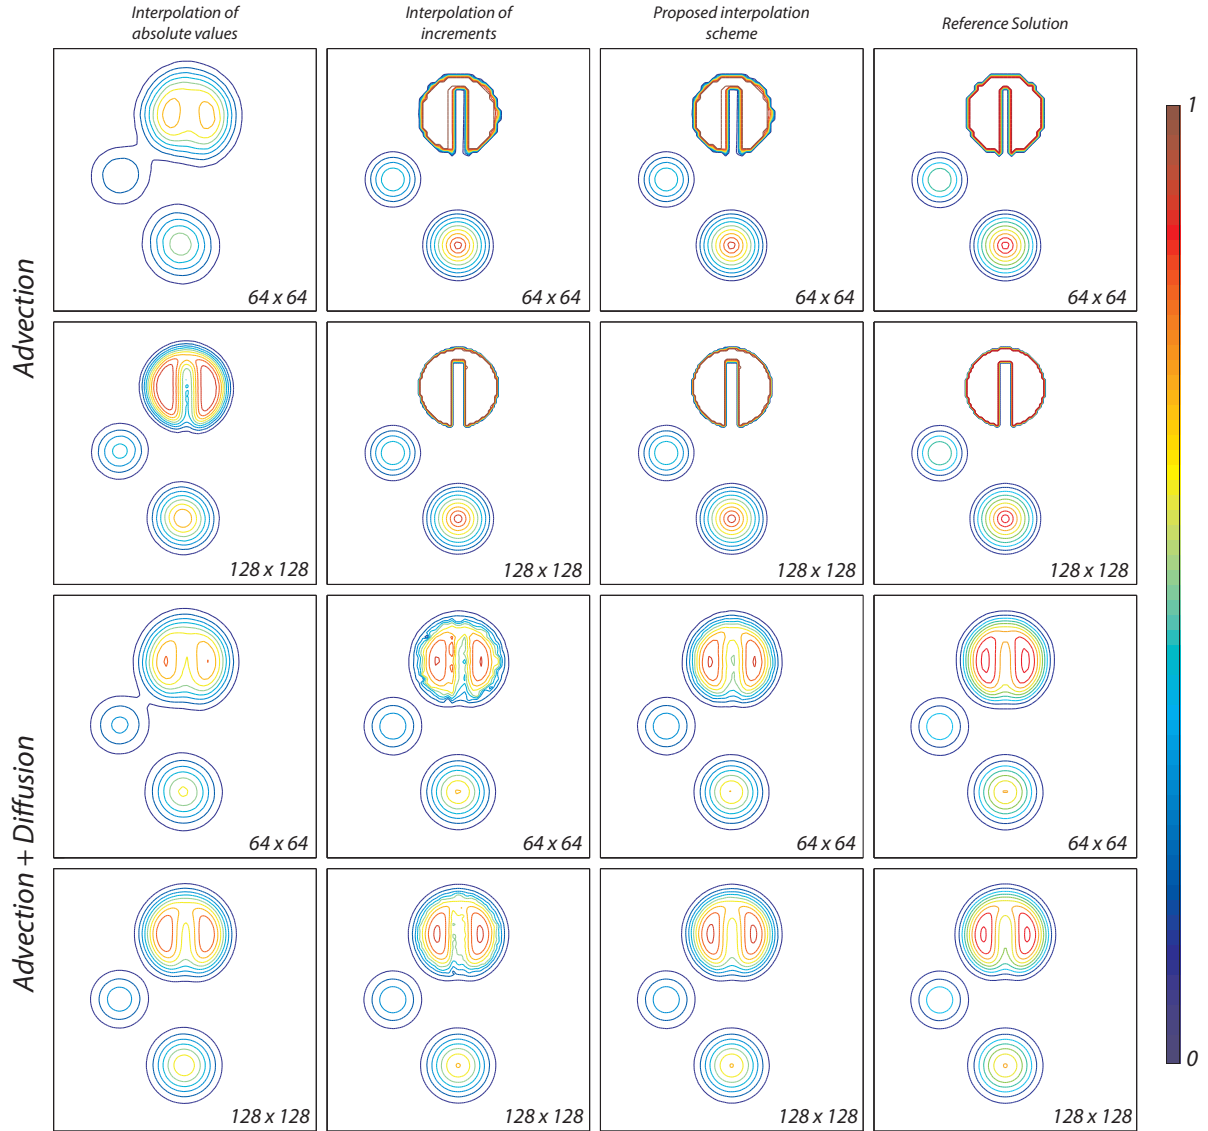 Interpolation of
absolute values
Interpolation of
increments
Proposed interpolation
scheme
Reference Solution
Advection
64 x 64
64 x 64
64 x 64
64 x 64
128 x 128
128 x 128
128 x 128
128 x 128
Advection + Diffusion
64 x 64
64 x 64
64 x 64
64 x 64
128 x 128
128 x 128
128 x 128
128 x 128
1
0